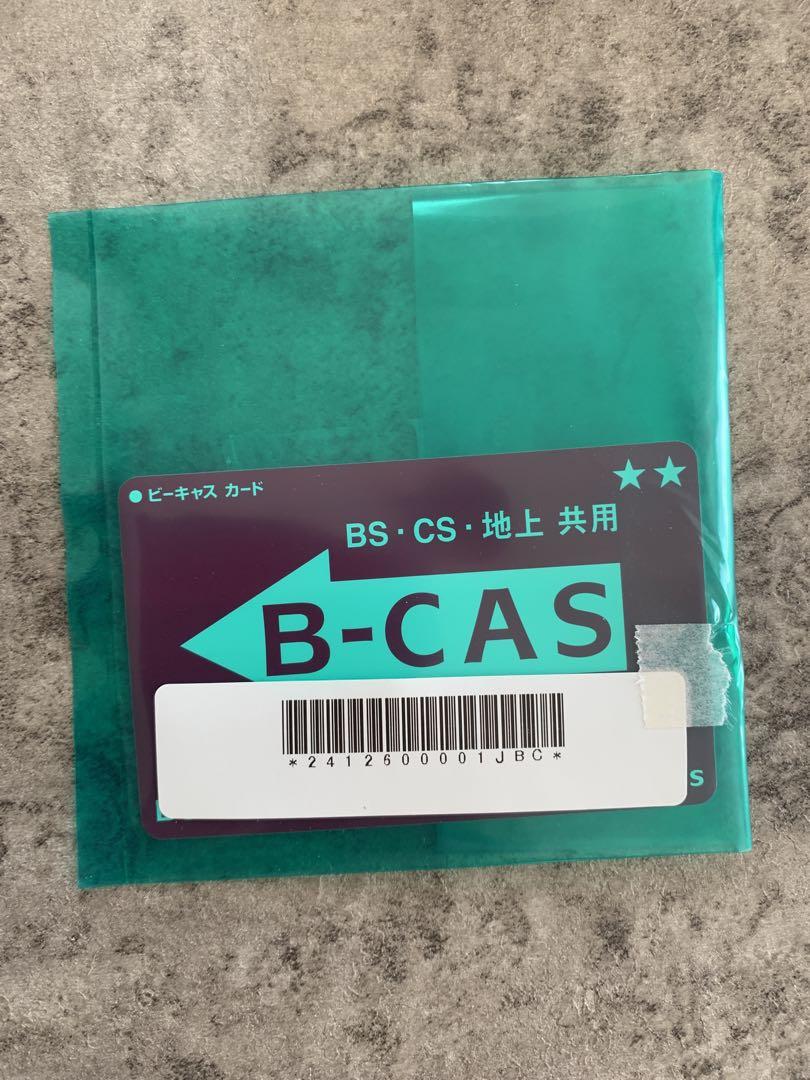 ★★
●ビーキャス カード
BS・CS・地上 共用
B-CAS
*2412600001JBC*
S